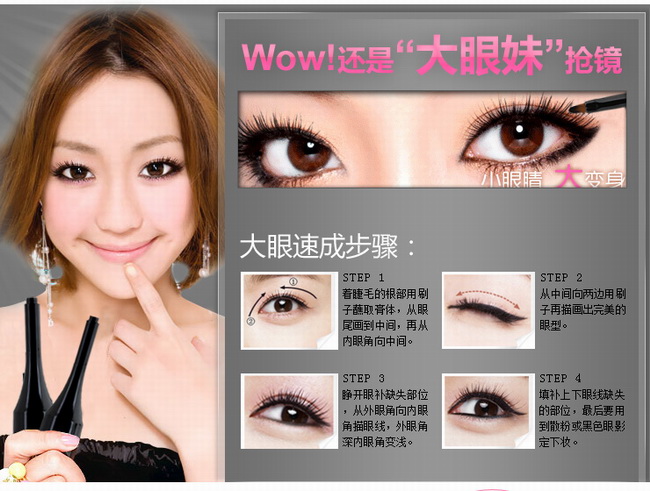 Wow!还是“大眼妹”抢镜
小眼睛 大变身
大眼速成步骤：
STEP 1
着睫毛的根部用刷
子蘸取膏体，从眼
尾画到中间，再从
内眼角向中间。
① 
②
STEP 2
从中间向两边用刷
子再描画出完美的
眼型。
STEP 3
睁开眼补缺失部位
，从外眼角向内眼
角描眼线，外眼角
深内眼角变浅。
STEP 4
填补上下眼线缺失
的部位，最后要用
到散粉或黑色眼影
定下妆。